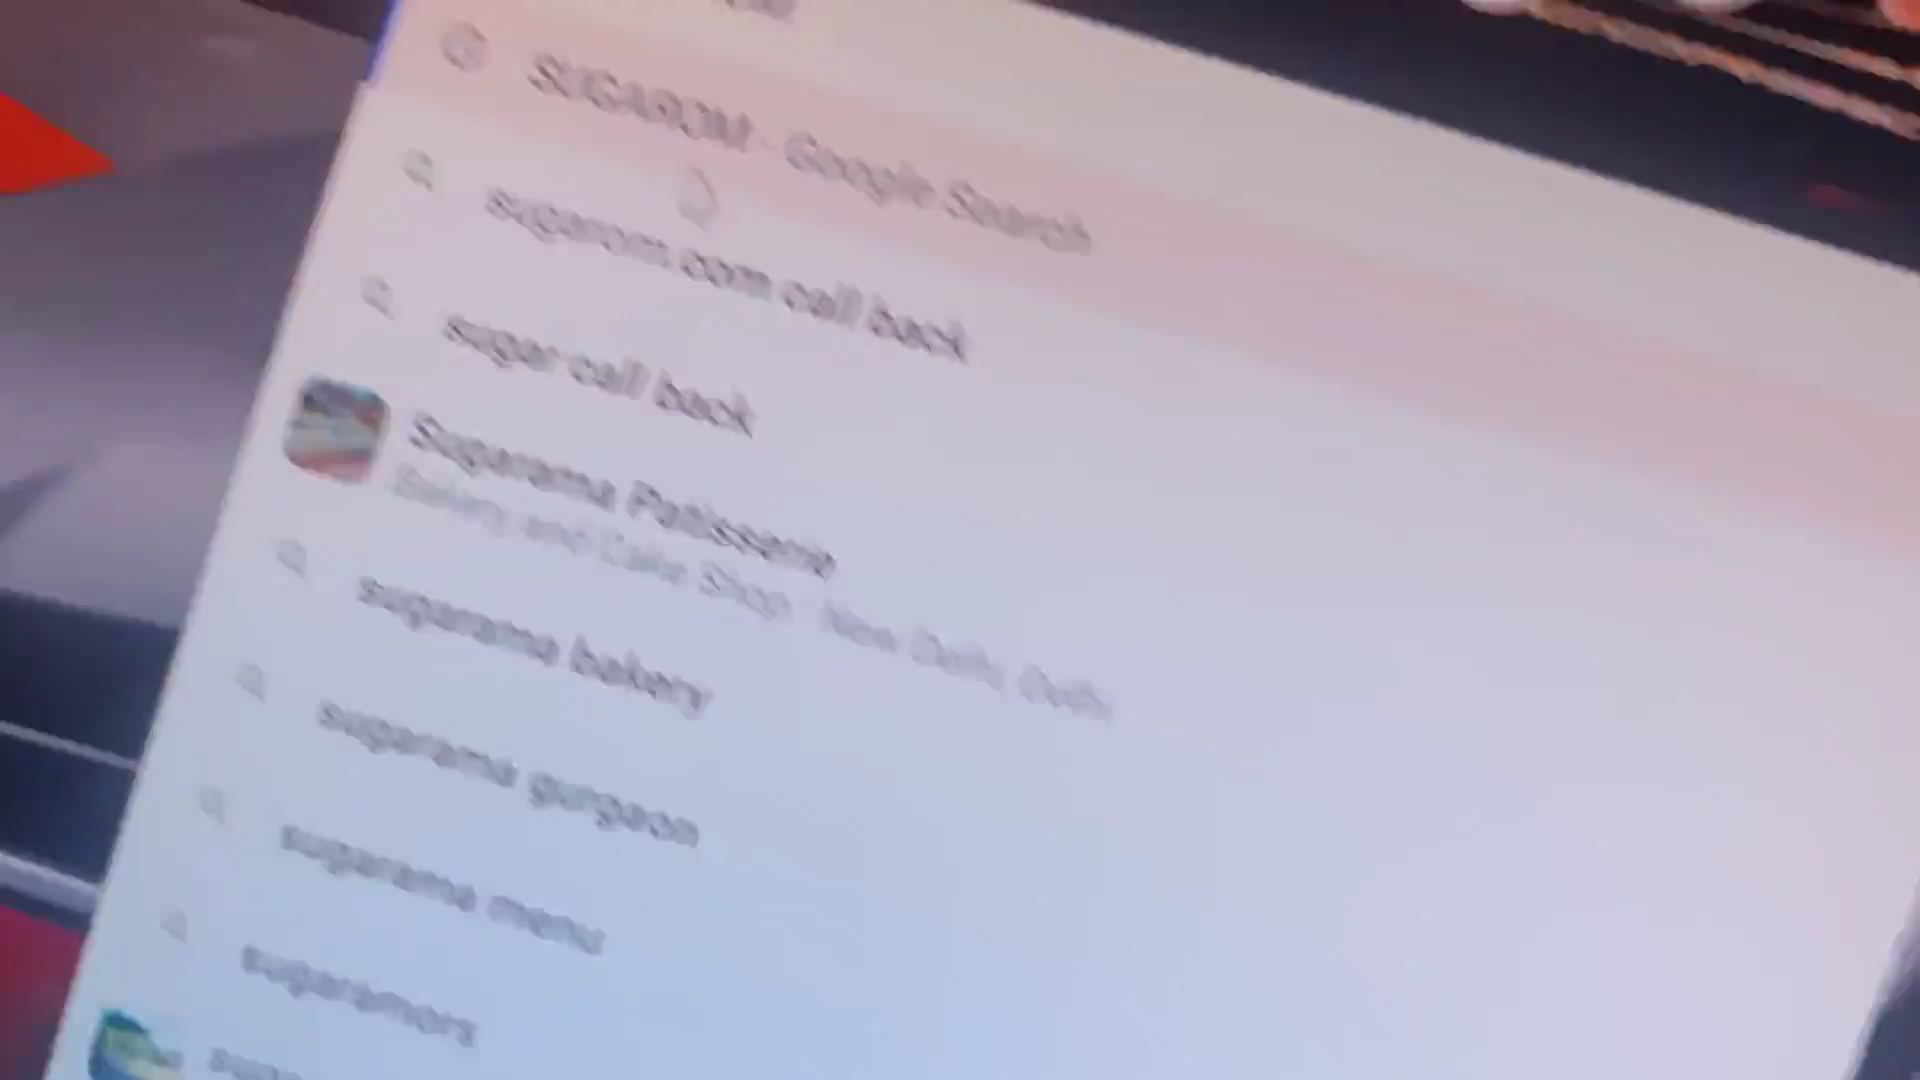 SUGAROM - Google Search
sugarom com call back
sugar call back
Sugarama Patisserie
Bakery and Cake Shop · New Delhi, Delhi
sugarama bakery
sugarama gurgaon
sugarama menu
sugaramors